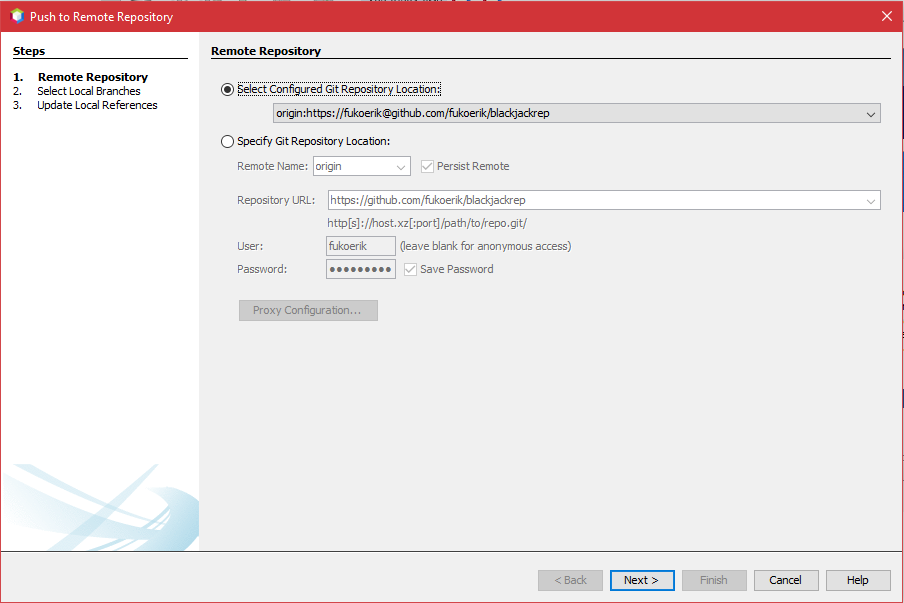 Push to Remote Repository
Steps
1. Remote Repository
2. Select Local Branches
3. Update Local References
Remote Repository
Select Configured Git Repository Location:
origin:https://fukoerik@github.com/fukoerik/blackjackrep
Specify Git Repository Location:
Remote Name: origin Persist Remote
Repository URL: https://github.com/fukoerik/blackjackrep
http[s]://host.xz[:port]/path/to/repo.git/
User: fukoerik (leave blank for anonymous access)
Password: ●●●●●●●●● Save Password
Proxy Configuration...
< Back Next > Finish Cancel Help